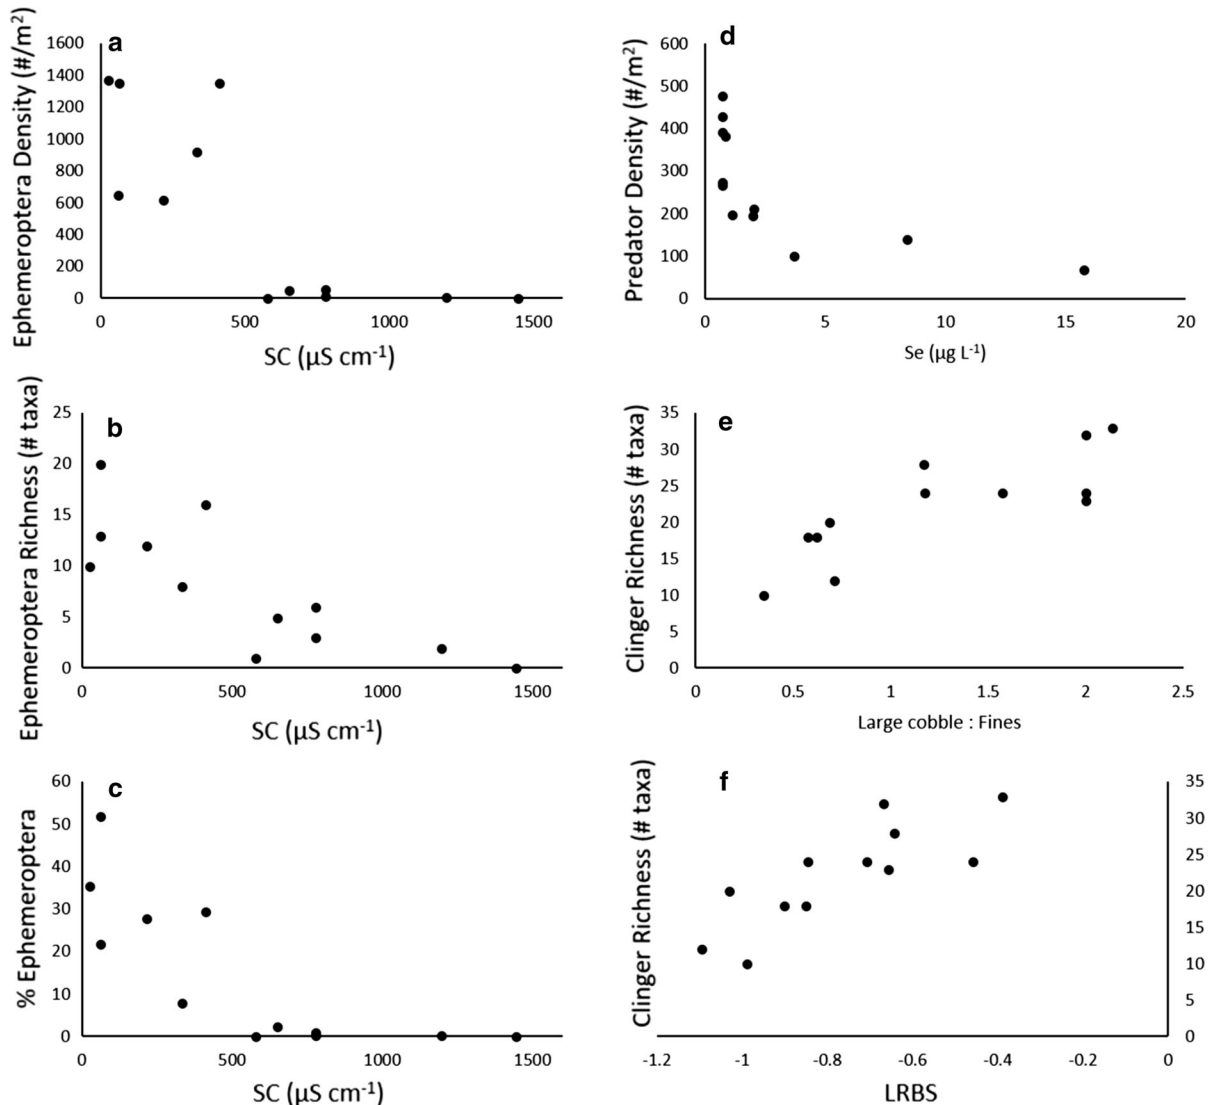 a
Ephemeroptera Density (#/m²)
1600
1400
1200
1000
800
600
400
200
0
0 500 1000 1500
SC (µS cm⁻¹)
b
Ephemeroptera Richness (# taxa)
25
20
15
10
5
0
0 500 1000 1500
SC (µS cm⁻¹)
c
% Ephemeroptera
60
50
40
30
20
10
0
0 500 1000 1500
SC (µS cm⁻¹)
d
Predator Density (#/m²)
600
500
400
300
200
100
0
0 5 10 15 20
Se (µg L⁻¹)
e
Clinger Richness (# taxa)
35
30
25
20
15
10
5
0
0 0.5 1 1.5 2 2.5
Large cobble : Fines
f
Clinger Richness (# taxa)
35
30
25
20
15
10
5
0
-1.2 -1 -0.8 -0.6 -0.4 -0.2 0
LRBS